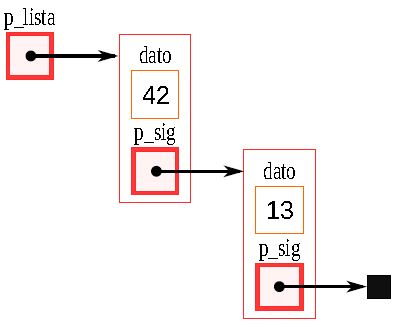 p_lista
dato
42
p_sig
dato
13
p_sig